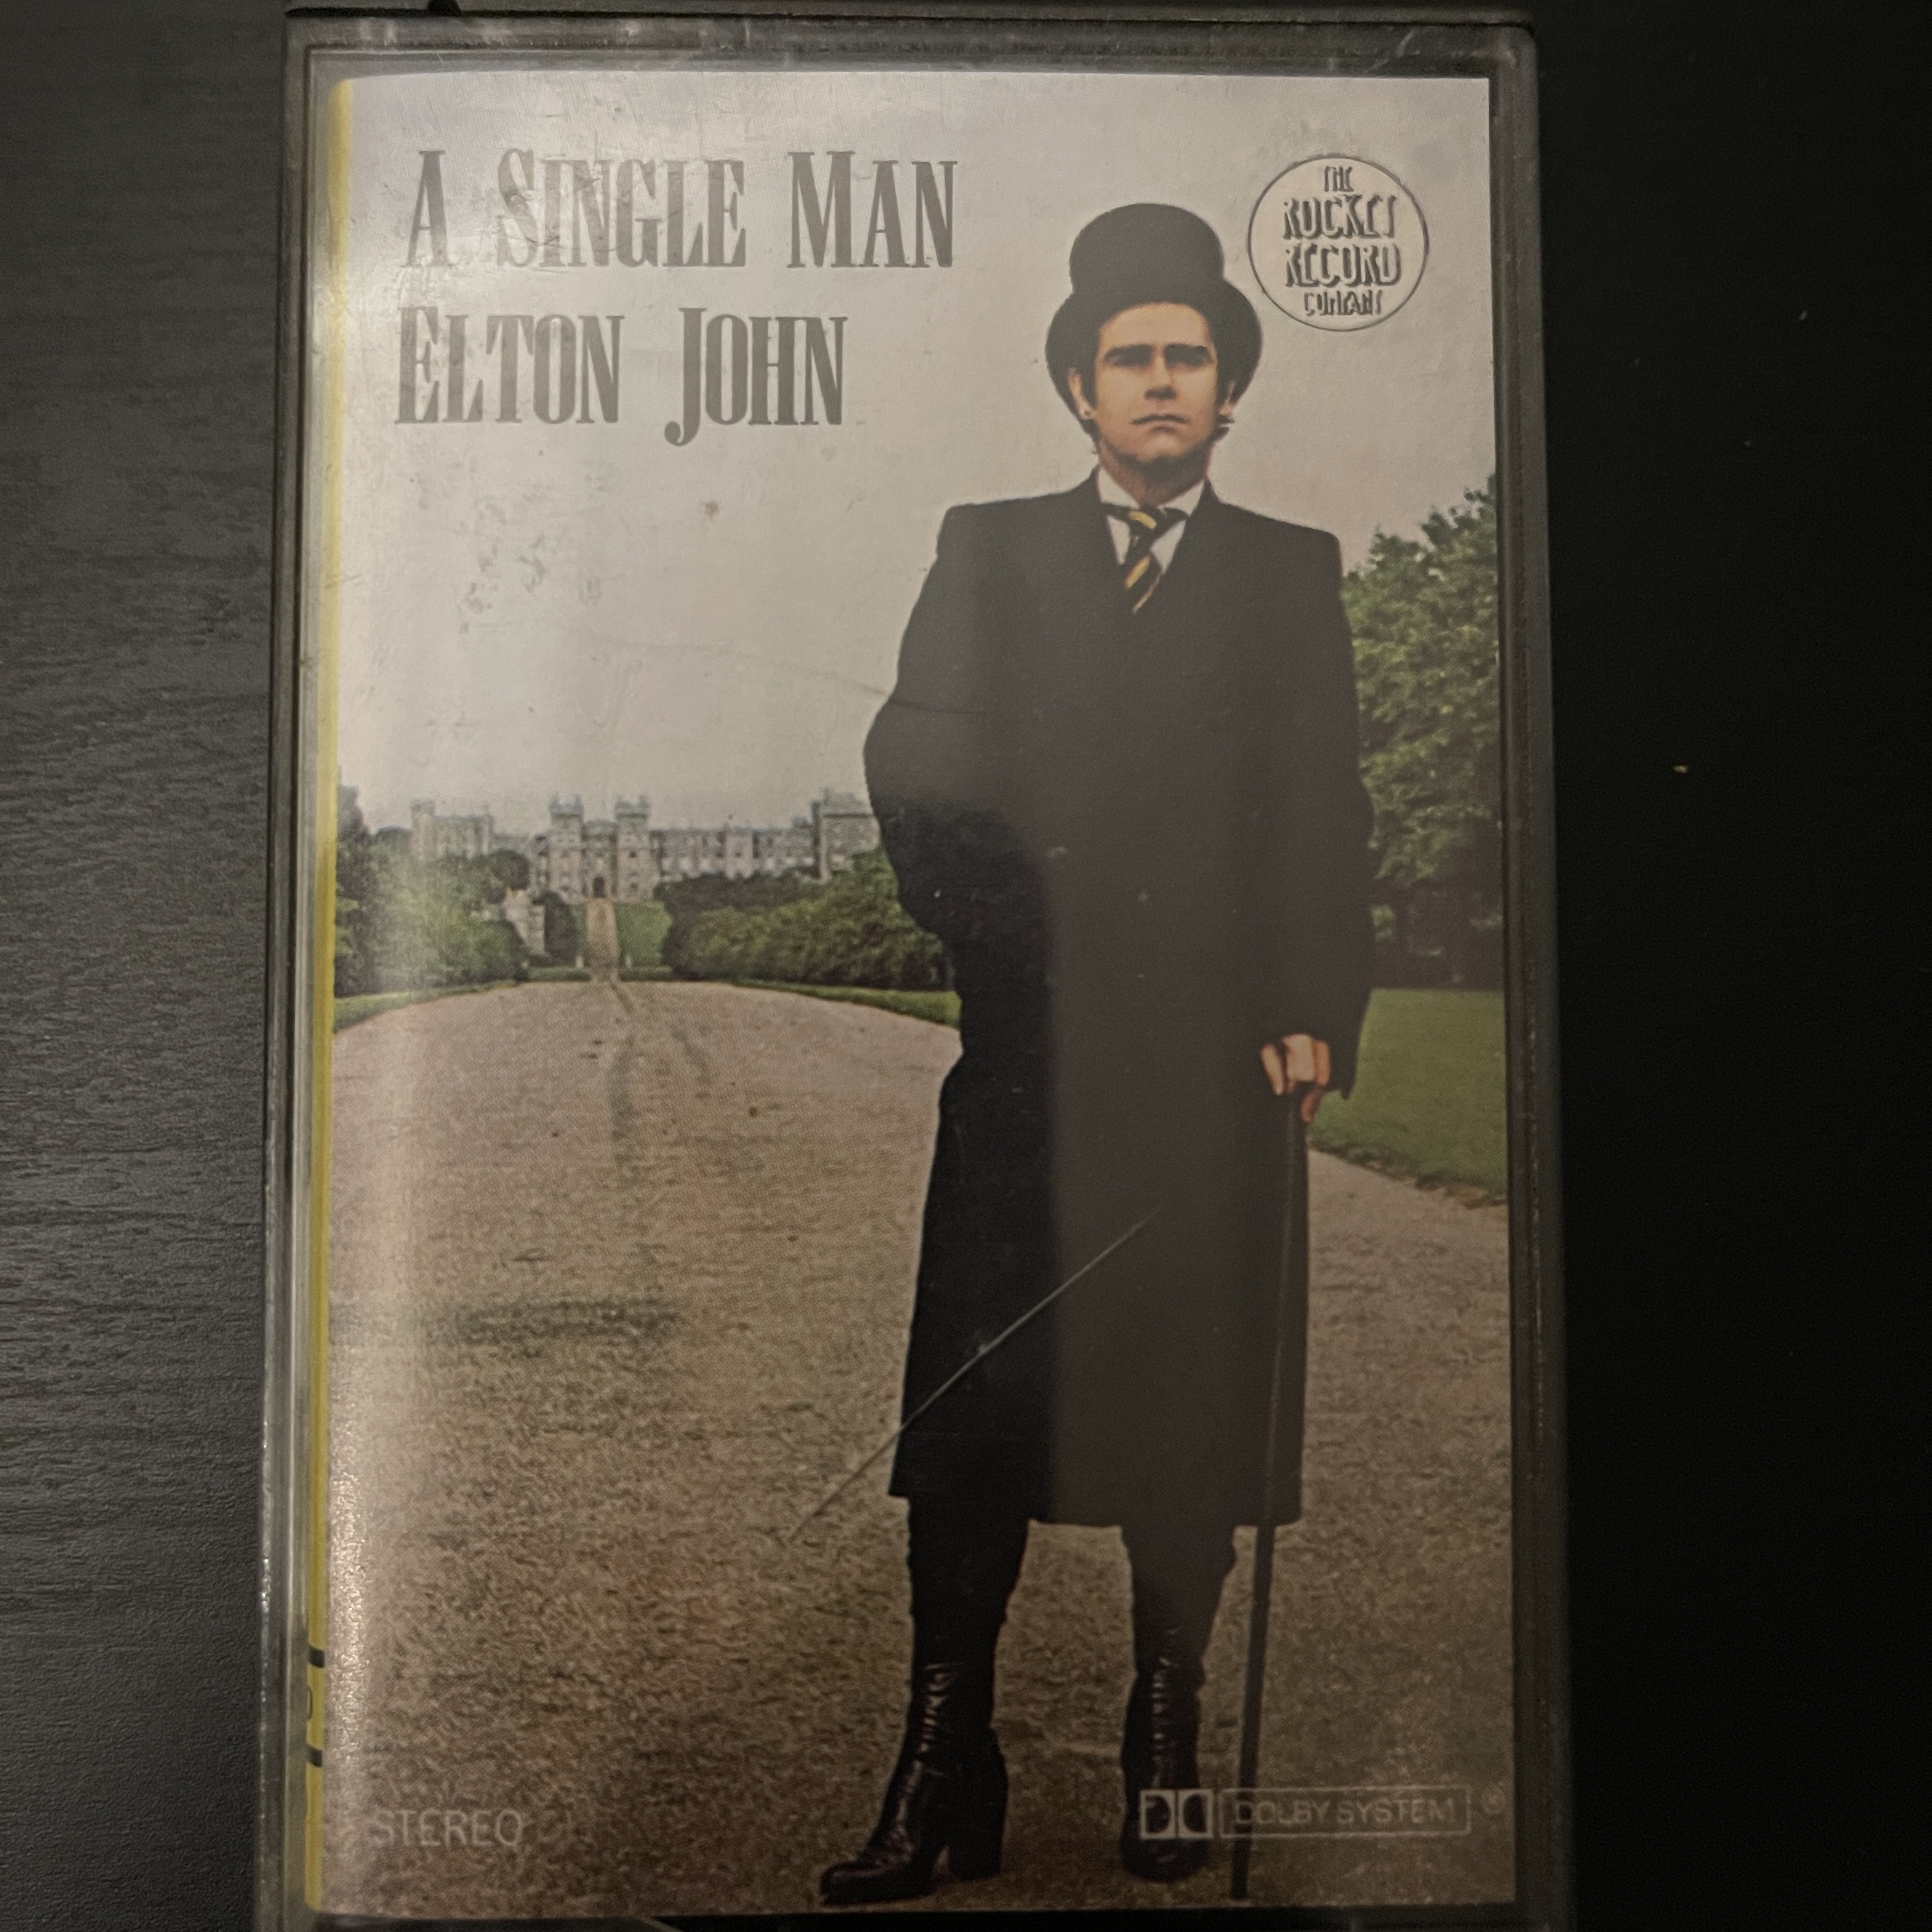 A SINGLE MAN
ELTON JOHN
THE
ROCKET
RECORD
COMPANY
STEREO
DOLBY SYSTEM ®